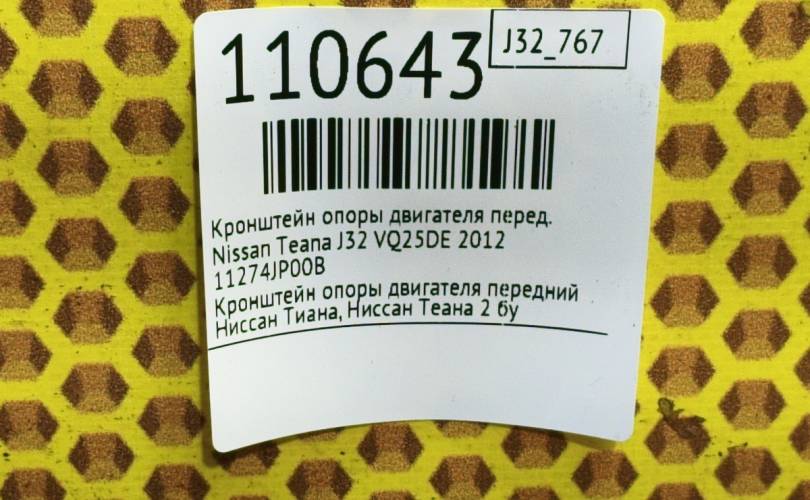 110643
J32_767
Кронштейн опоры двигателя перед.
Nissan Teana J32 VQ25DE 2012
11274JP00B
Кронштейн опоры двигателя передний
Ниссан Тиана, Ниссан Теана 2 бу